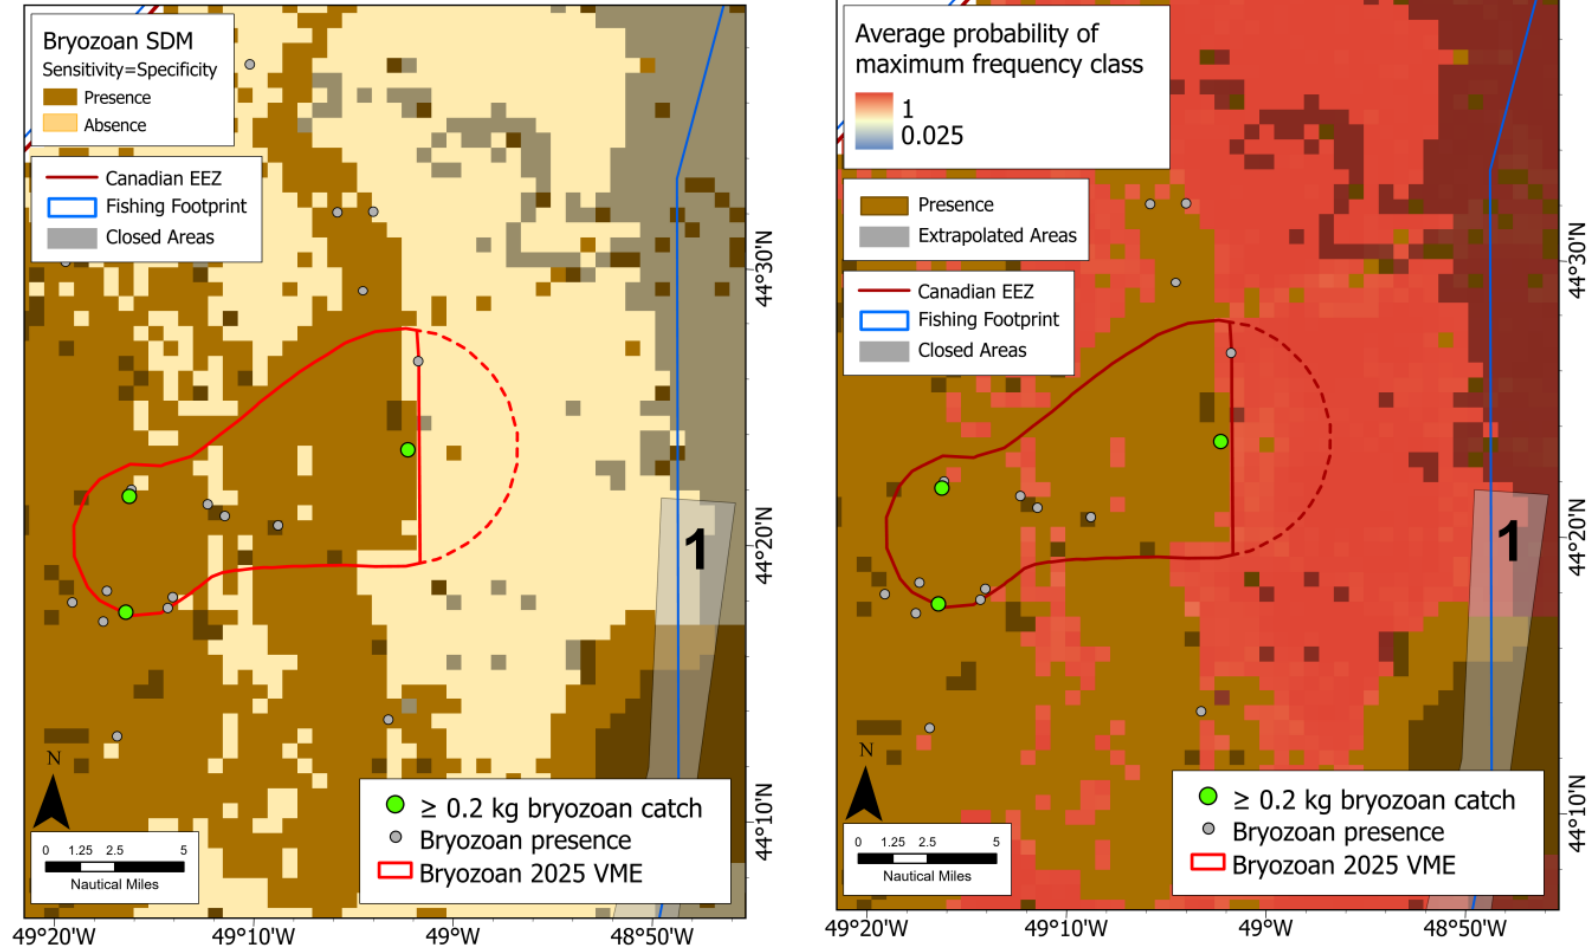 Bryozoan SDM
Sensitivity=Specificity
Presence
Absence
Canadian EEZ
Fishing Footprint
Closed Areas
1
N
0 1.25 2.5 5
Nautical Miles
≥ 0.2 kg bryozoan catch
Bryozoan presence
Bryozoan 2025 VME
44°30'N
44°20'N
44°10'N
49°20'W 49°10'W 49°W 48°50'W
Average probability of
maximum frequency class
1
0.025
Presence
Extrapolated Areas
Canadian EEZ
Fishing Footprint
Closed Areas
1
N
0 1.25 2.5 5
Nautical Miles
≥ 0.2 kg bryozoan catch
Bryozoan presence
Bryozoan 2025 VME
44°30'N
44°20'N
44°10'N
49°20'W 49°10'W 49°W 48°50'W